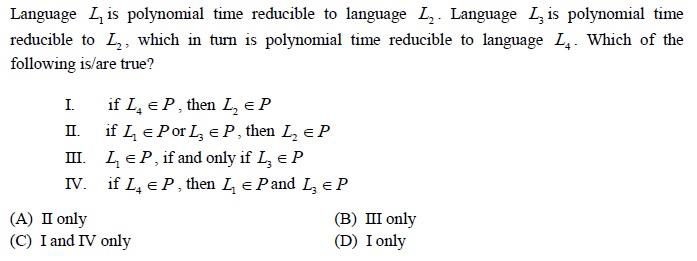 Language L₁ is polynomial time reducible to language L₂. Language L₃ is polynomial time
reducible to L₂, which in turn is polynomial time reducible to language L₄. Which of the
following is/are true?
I. if L₄ ∈ P, then L₂ ∈ P
II. if L₁ ∈ P or L₃ ∈ P, then L₂ ∈ P
III. L₁ ∈ P, if and only if L₃ ∈ P
IV. if L₄ ∈ P, then L₁ ∈ P and L₃ ∈ P
(A) II only (B) III only
(C) I and IV only (D) I only